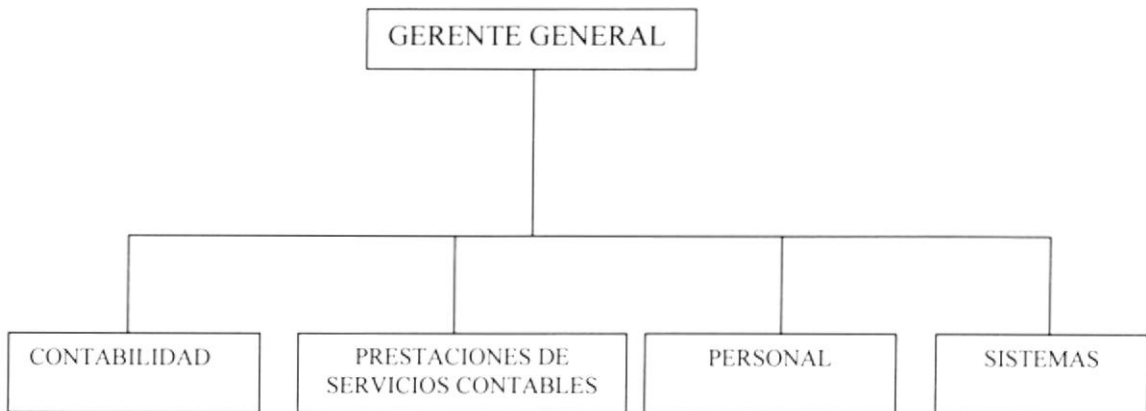 GERENTE GENERAL
CONTABILIDAD
PRESTACIONES DE
SERVICIOS CONTABLES
PERSONAL
SISTEMAS